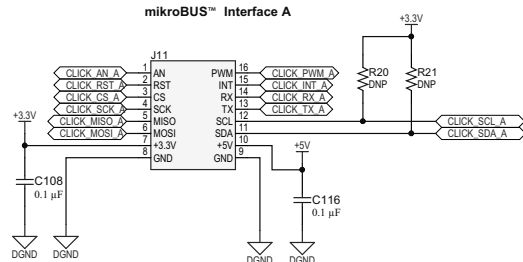 mikroBUS™ Interface A
+3.3V
J11
CLICK_AN_A 1 AN PWM 16 CLICK_PWM_A
CLICK_RST_A 2 RST INT 15 CLICK_INT_A
CLICK_CS_A 3 CS RX 14 CLICK_RX_A
CLICK_SCK_A 4 SCK TX 13 CLICK_TX_A
CLICK_MISO_A 5 MISO SCL 12 CLICK_SCL_A
CLICK_MOSI_A 6 MOSI SDA 11 CLICK_SDA_A
7 +3.3V +5V 10
8 GND GND 9
R20
DNP
R21
DNP
+3.3V
+5V
C108
0.1 µF
C116
0.1 µF
DGND
DGND
DGND
DGND